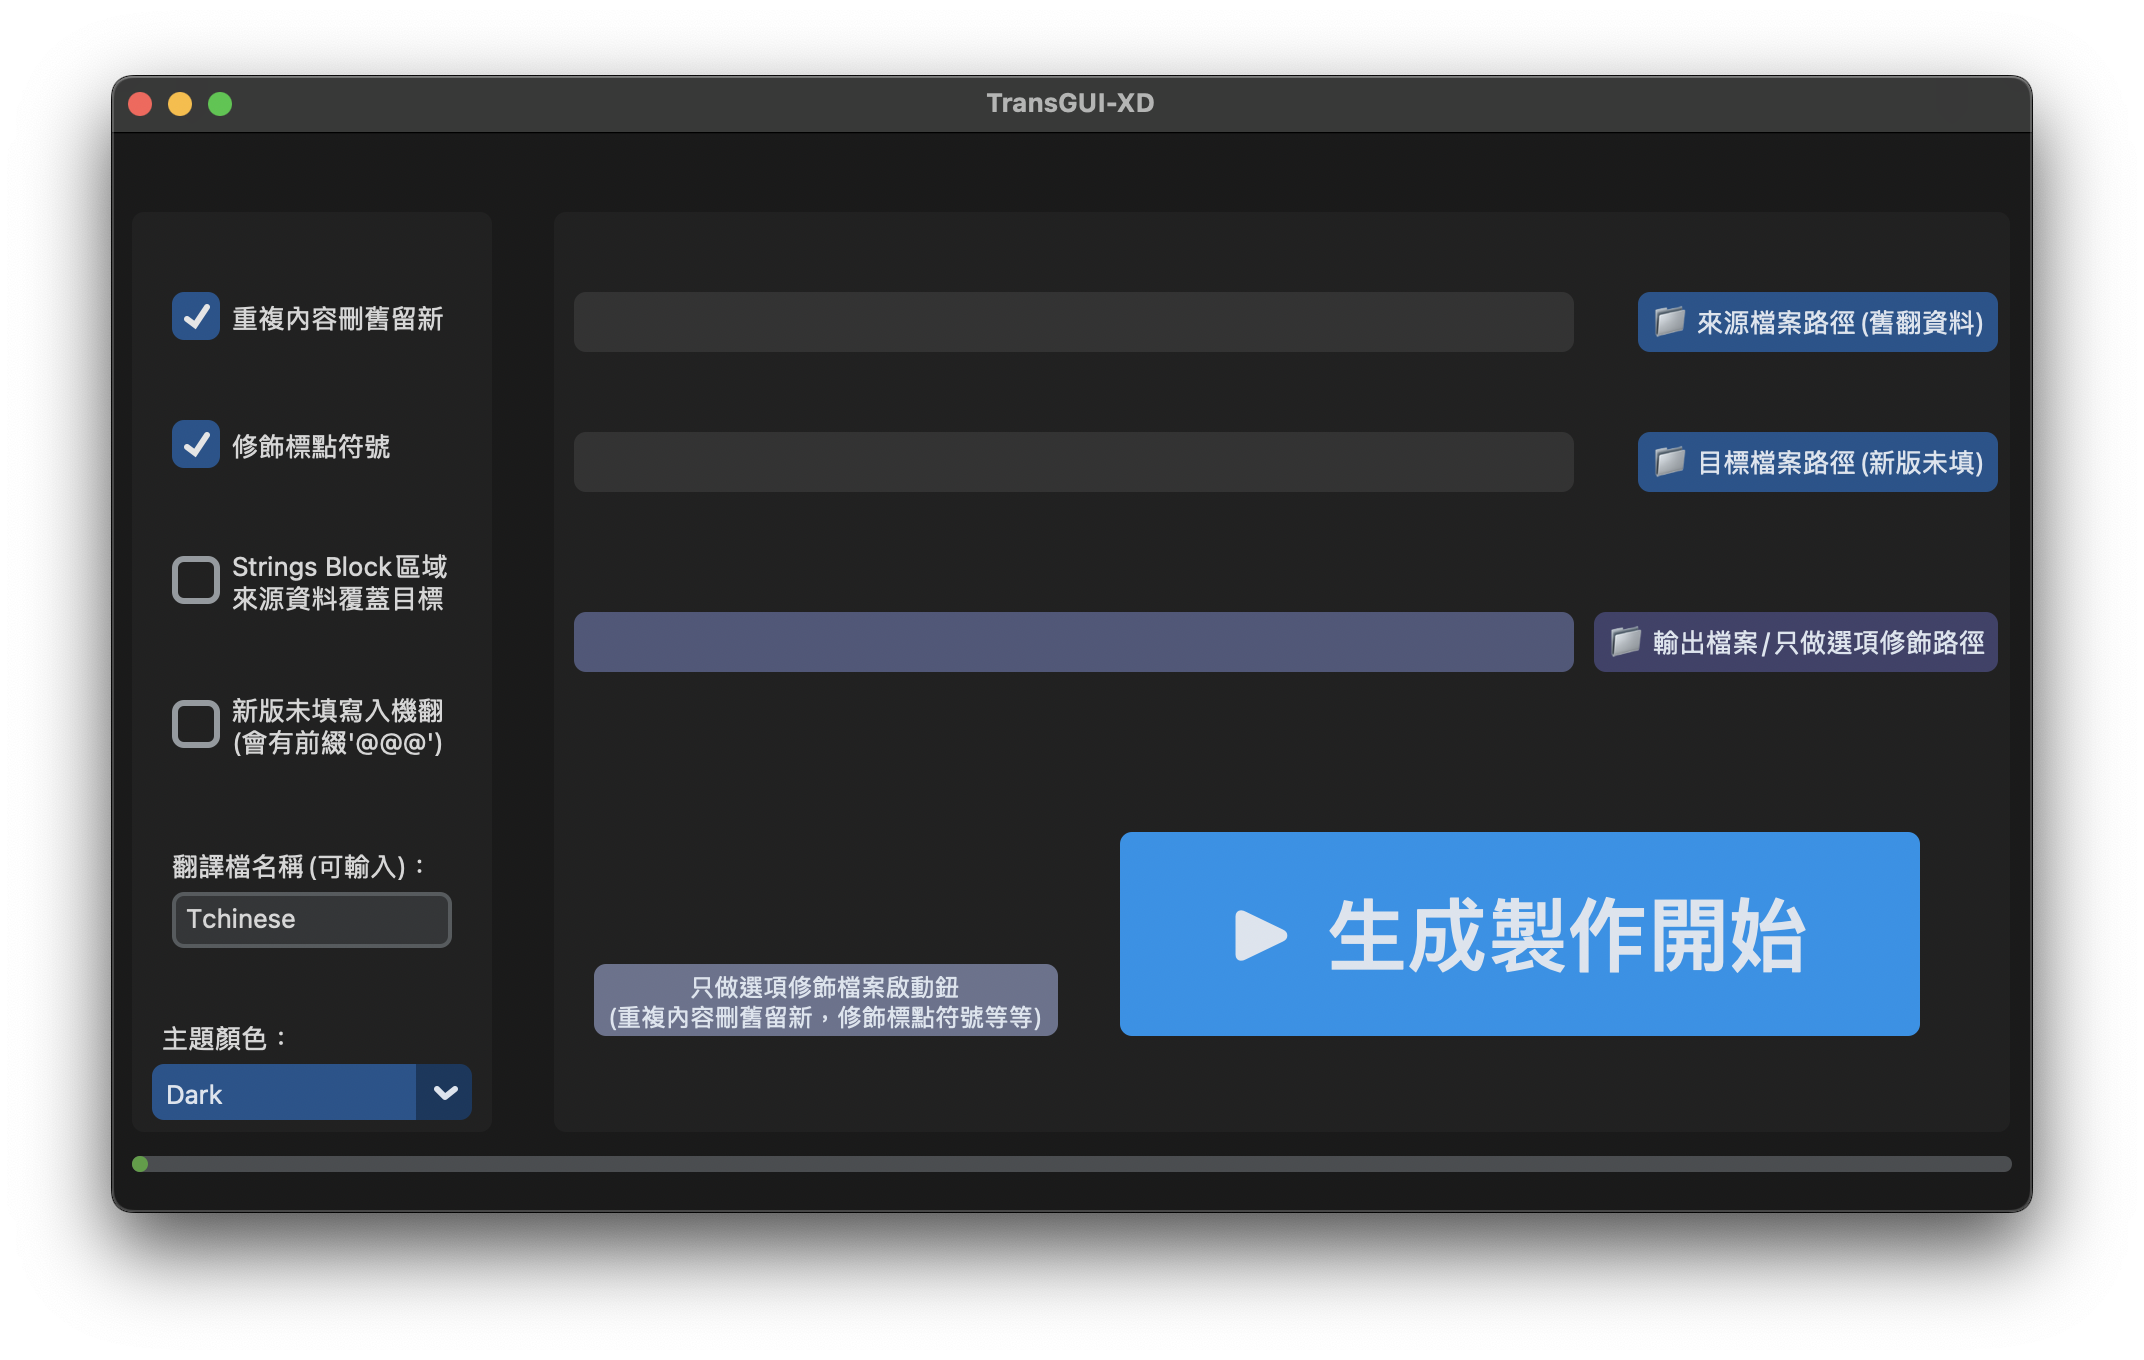 TransGUI-XD
重複內容刪舊留新
修飾標點符號
Strings Block區域
來源資料覆蓋目標
新版未填寫入機翻
(會有前綴'@@@')
翻譯檔名稱(可輸入)：
Tchinese
主題顏色：
Dark
來源檔案路徑(舊翻資料)
目標檔案路徑(新版未填)
輸出檔案/只做選項修飾路徑
只做選項修飾檔案啟動鈕
(重複內容刪舊留新，修飾標點符號等等)
生成製作開始